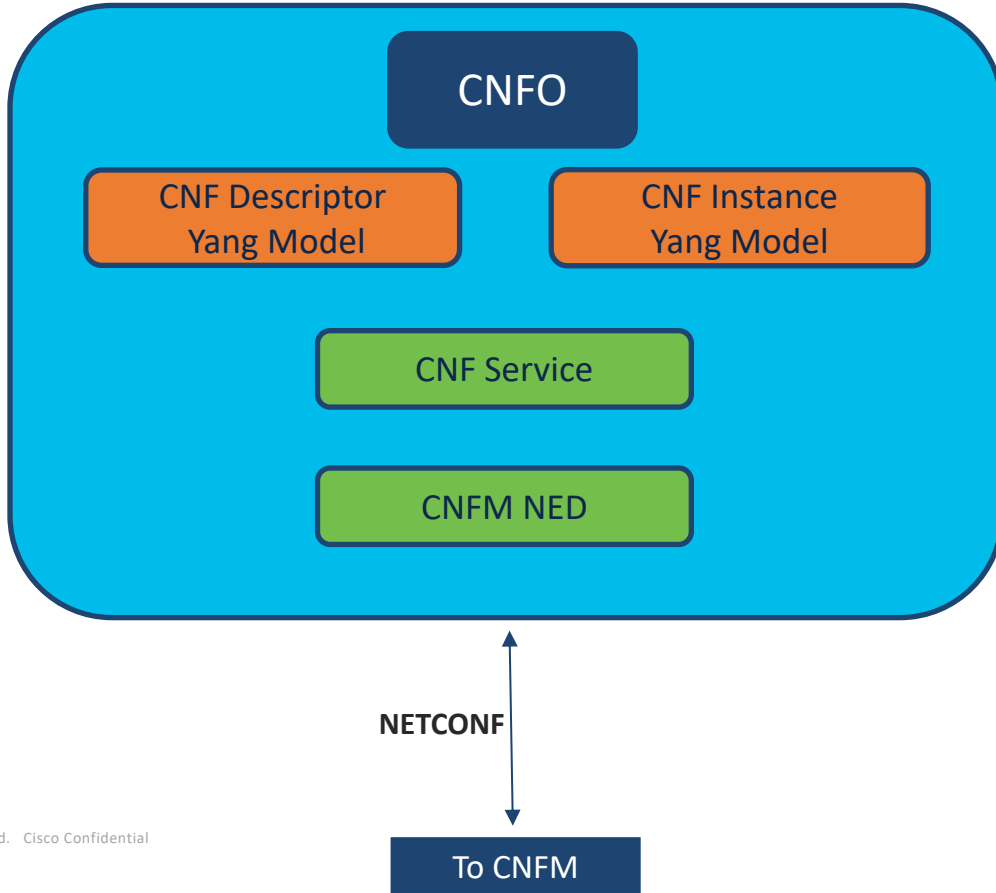 CNFO
CNF Descriptor
Yang Model
CNF Instance
Yang Model
CNF Service
CNFM NED
NETCONF
d. Cisco Confidential
To CNFM